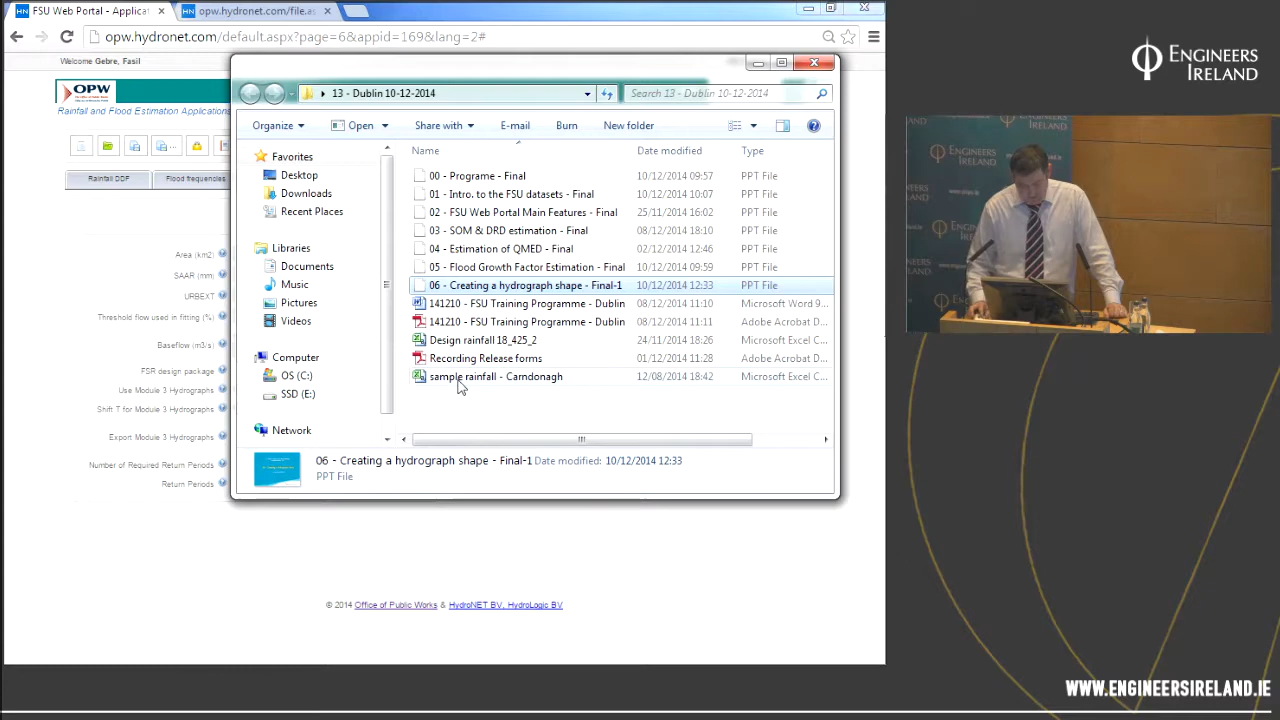 FSU Web Portal - Applicat
opw.hydronet.com/file.as
opw.hydronet.com/default.aspx?page=6&appid=169&lang=2#
Welcome Gebre, Fasil
OPW
Rainfall and Flood Estimation Applications
Rainfall DDF
Flood frequencies
Area (km2)
SAAR (mm)
URBEXT
Threshold flow used in fitting (%)
Baseflow (m3/s)
FSR design package
Use Module 3 Hydrographs
Shift T for Module 3 Hydrographs
Export Module 3 Hydrographs
Number of Required Return Periods
Return Periods
13 - Dublin 10-12-2014
Search 13 - Dublin 10-12-2014
Organize
Open
Share with
E-mail
Burn
New folder
Favorites
Desktop
Downloads
Recent Places
Libraries
Documents
Music
Pictures
Videos
Computer
OS (C:)
SSD (E:)
Network
Name Date modified Type
00 - Programe - Final 10/12/2014 09:57 PPT File
01 - Intro. to the FSU datasets - Final 10/12/2014 10:07 PPT File
02 - FSU Web Portal Main Features - Final 25/11/2014 16:02 PPT File
03 - SOM & DRD estimation - Final 08/12/2014 18:10 PPT File
04 - Estimation of QMED - Final 02/12/2014 12:46 PPT File
05 - Flood Growth Factor Estimation - Final 10/12/2014 09:59 PPT File
06 - Creating a hydrograph shape - Final-1 10/12/2014 12:33 PPT File
141210 - FSU Training Programme - Dublin 08/12/2014 11:10 Microsoft Word 9...
141210 - FSU Training Programme - Dublin 08/12/2014 11:11 Adobe Acrobat D...
Design rainfall 18_425_2 24/11/2014 18:26 Microsoft Excel C...
Recording Release forms 01/12/2014 11:28 Adobe Acrobat D...
sample rainfall - Carndonagh 12/08/2014 18:42 Microsoft Excel C...
06 - Creating a hydrograph shape - Final-1 Date modified: 10/12/2014 12:33
PPT File
© 2014 Office of Public Works & HydroNET BV, HydroLogic BV
ENGINEERS
IRELAND
ENGINEERS
IRELAND
WWW.ENGINEERSIRELAND.IE